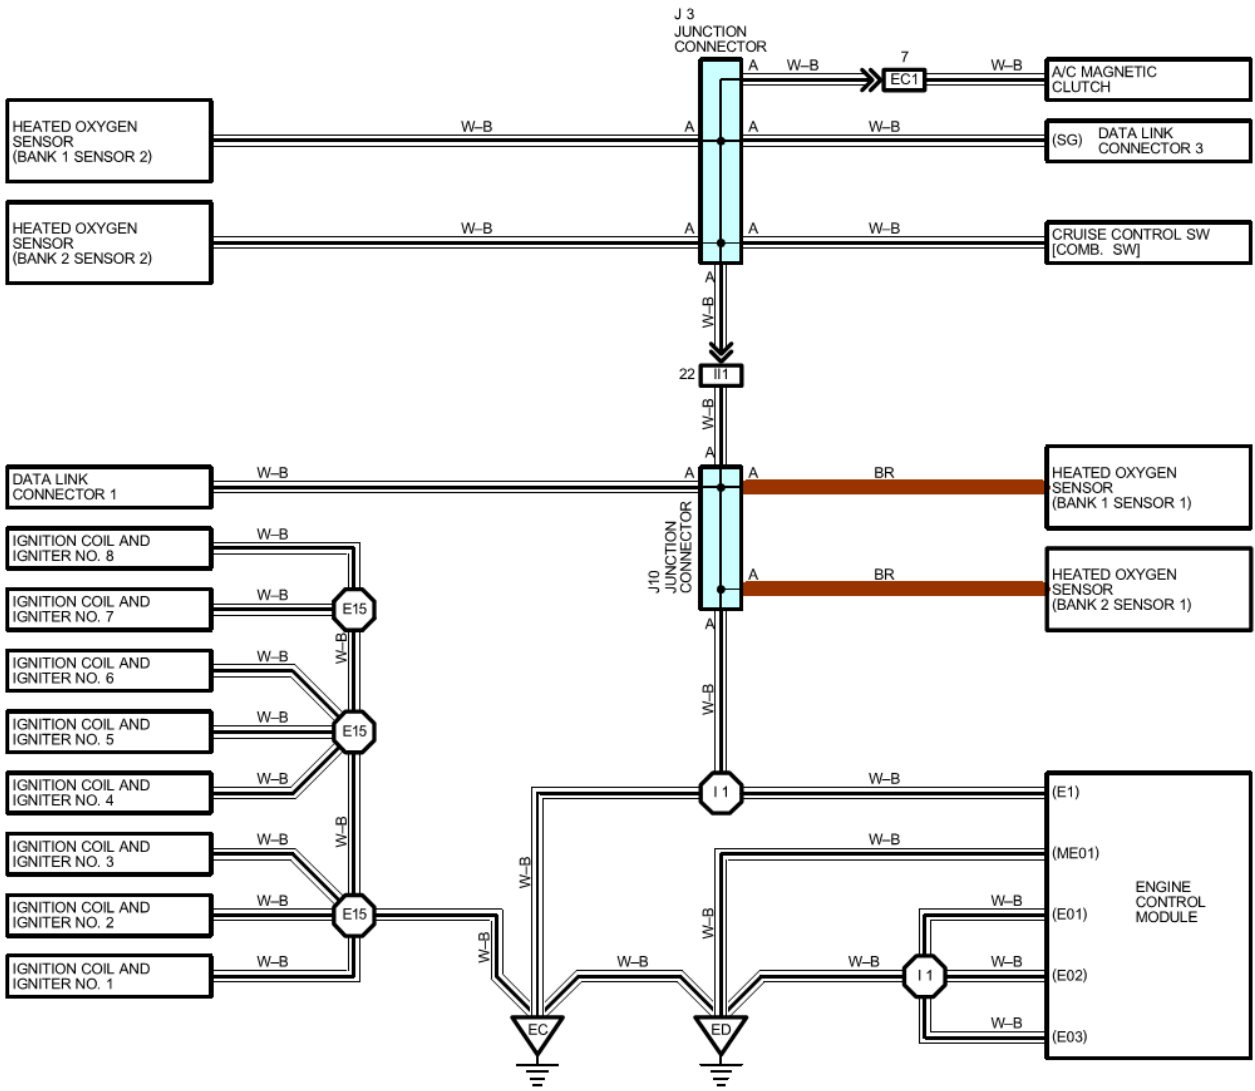 J 3
JUNCTION
CONNECTOR
A
W–B
7
EC1
W–B
A/C MAGNETIC
CLUTCH
HEATED OXYGEN
SENSOR
(BANK 1 SENSOR 2)
W–B
A
A
W–B
(SG)
DATA LINK
CONNECTOR 3
HEATED OXYGEN
SENSOR
(BANK 2 SENSOR 2)
W–B
A
A
W–B
CRUISE CONTROL SW
[COMB. SW]
A
W–B
22
II1
W–B
A
DATA LINK
CONNECTOR 1
W–B
A
A
BR
HEATED OXYGEN
SENSOR
(BANK 1 SENSOR 1)
J10
JUNCTION
CONNECTOR
A
BR
HEATED OXYGEN
SENSOR
(BANK 2 SENSOR 1)
A
W–B
IGNITION COIL AND
IGNITER NO. 8
W–B
IGNITION COIL AND
IGNITER NO. 7
W–B
E15
W–B
IGNITION COIL AND
IGNITER NO. 6
W–B
IGNITION COIL AND
IGNITER NO. 5
W–B
E15
IGNITION COIL AND
IGNITER NO. 4
W–B
W–B
IGNITION COIL AND
IGNITER NO. 3
W–B
IGNITION COIL AND
IGNITER NO. 2
W–B
E15
IGNITION COIL AND
IGNITER NO. 1
W–B
W–B
W–B
I 1
W–B
(E1)
W–B
(ME01)
W–B
W–B
(E01)
ENGINE
CONTROL
MODULE
W–B
W–B
I 1
W–B
(E02)
W–B
(E03)
EC
ED